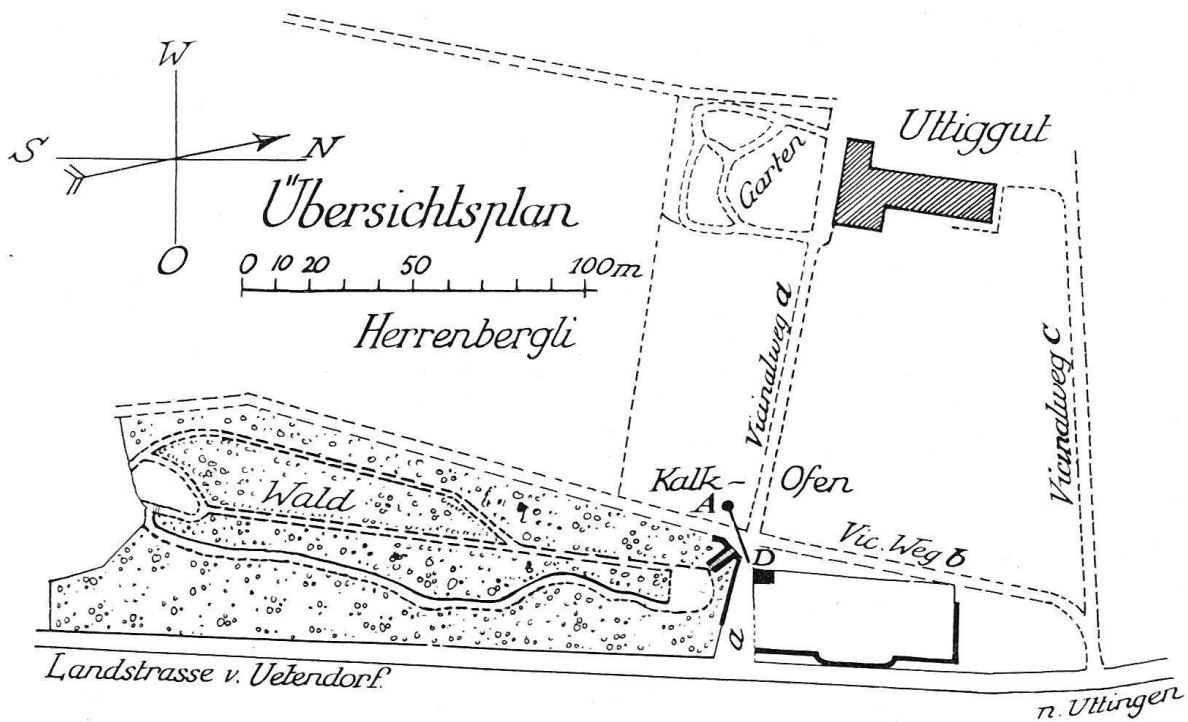 W
S N
O
Übersichtsplan
0 10 20 50 100m
Herrenbergli
Uttiggut
Garten
Vicinalweg a
Vicinalweg c
Kalk-Ofen
A
D
Vic. Weg b
Wald
a
Landstrasse v. Uetendorf.
n. Uttingen